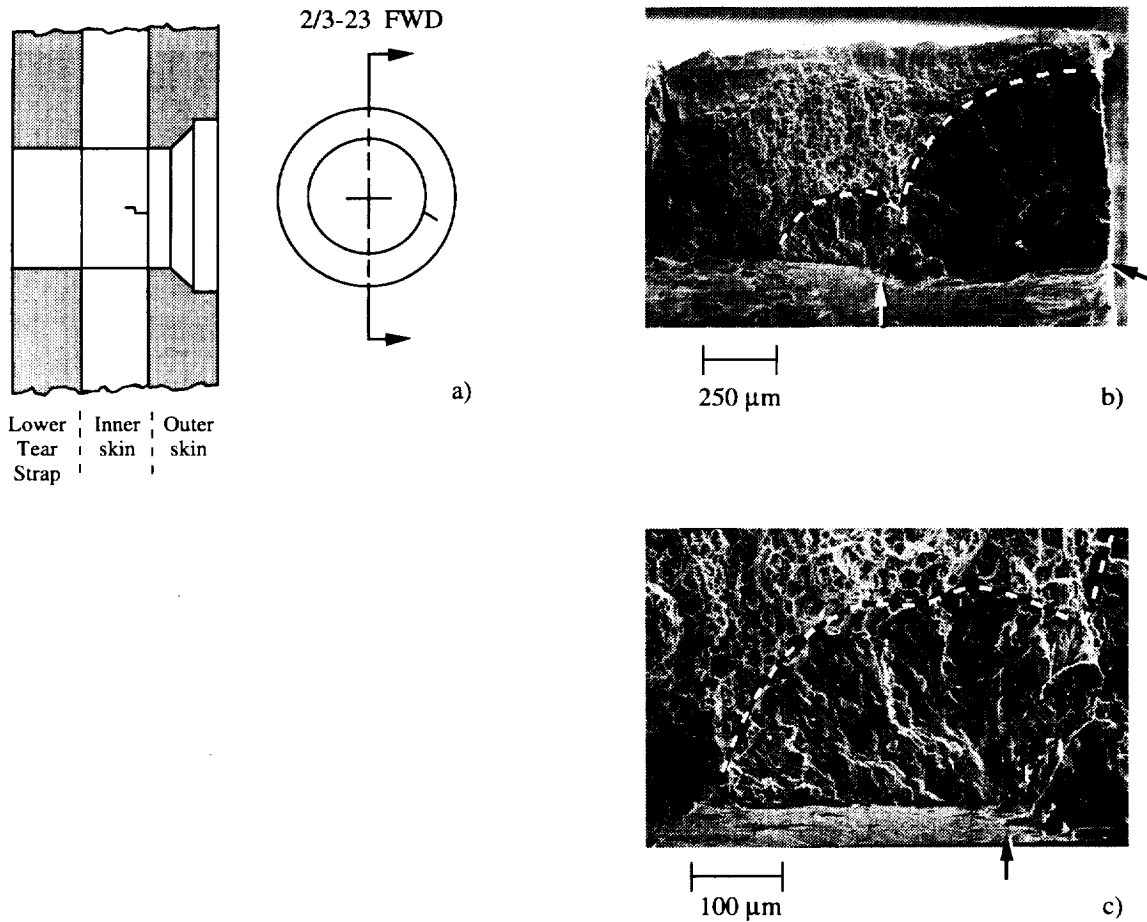 2/3-23 FWD
a)
Lower Tear Strap
Inner skin
Outer skin
250 µm
b)
100 µm
c)